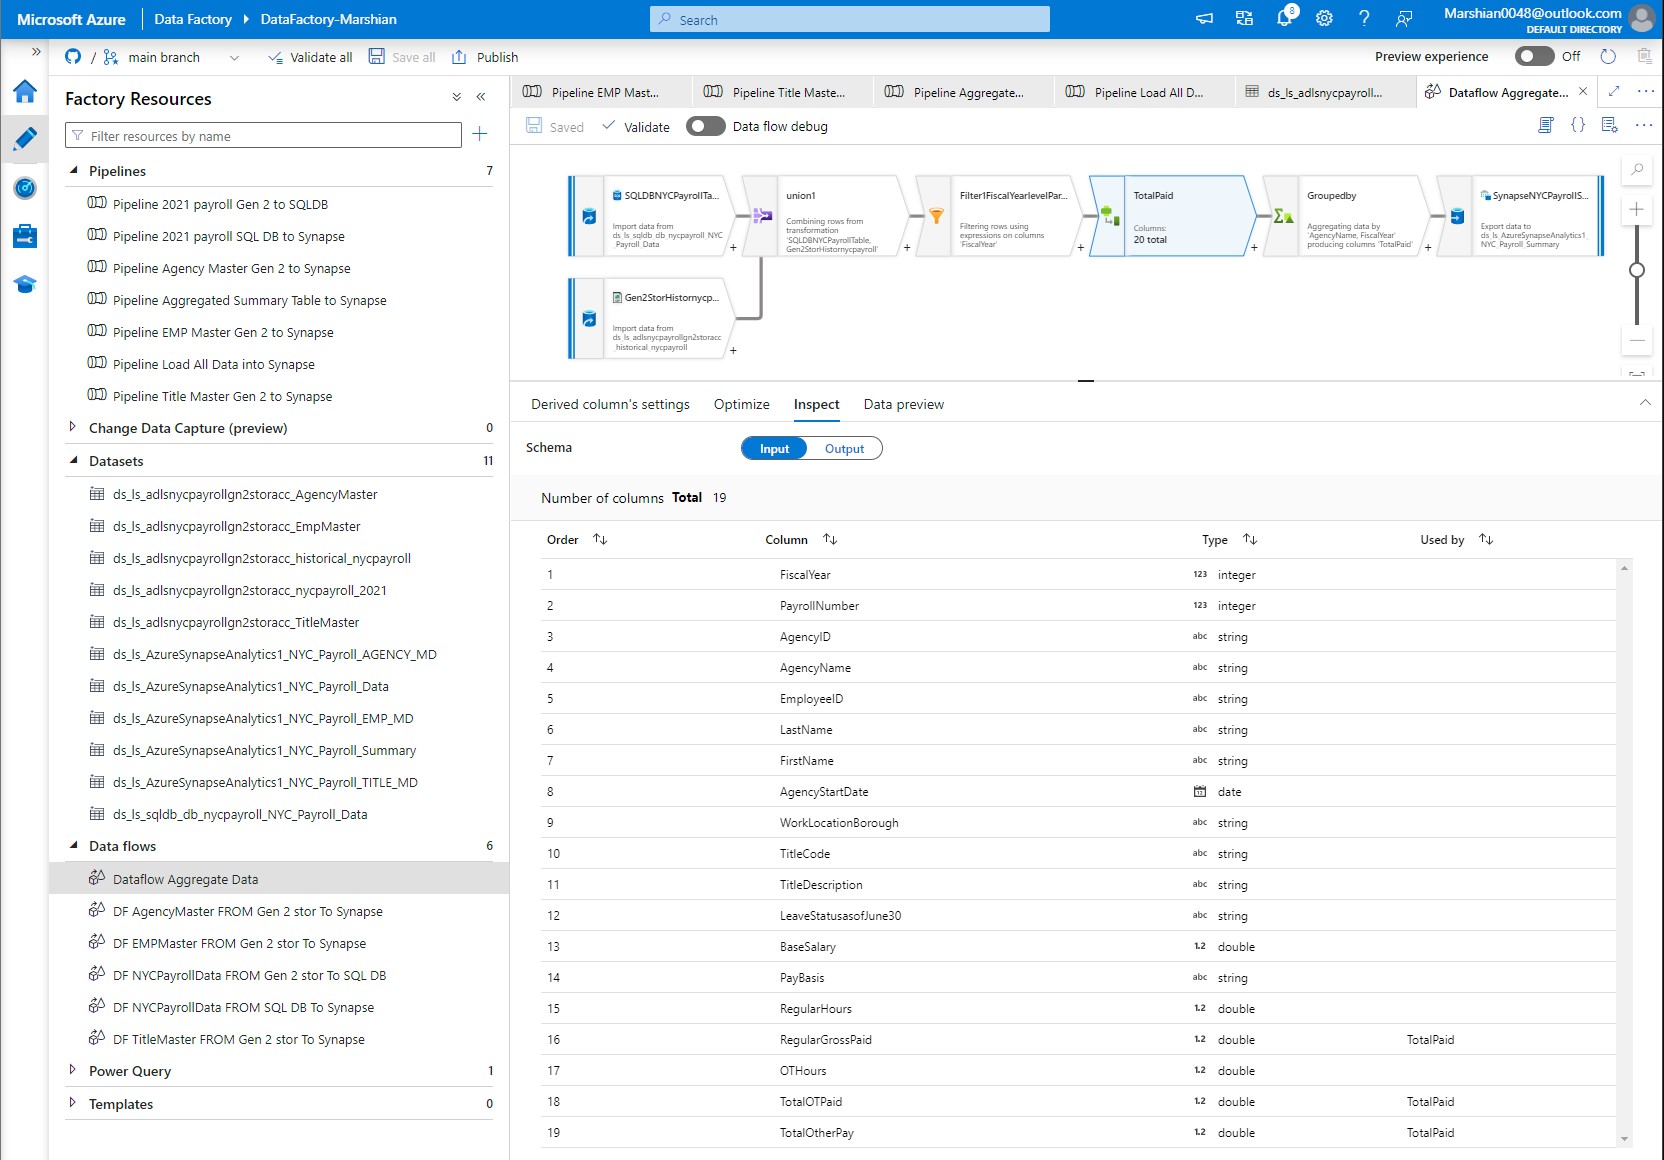 Microsoft Azure
Data Factory
DataFactory-Marshian
Search
8
Marshian0048@outlook.com
DEFAULT DIRECTORY
/
main branch
Validate all
Save all
Publish
Preview experience
Off
Factory Resources
Filter resources by name
Pipelines 7
Pipeline 2021 payroll Gen 2 to SQLDB
Pipeline 2021 payroll SQL DB to Synapse
Pipeline Agency Master Gen 2 to Synapse
Pipeline Aggregated Summary Table to Synapse
Pipeline EMP Master Gen 2 to Synapse
Pipeline Load All Data into Synapse
Pipeline Title Master Gen 2 to Synapse
Change Data Capture (preview) 0
Datasets 11
ds_ls_adlsnycpayrollgn2storacc_AgencyMaster
ds_ls_adlsnycpayrollgn2storacc_EmpMaster
ds_ls_adlsnycpayrollgn2storacc_historical_nycpayroll
ds_ls_adlsnycpayrollgn2storacc_nycpayroll_2021
ds_ls_adlsnycpayrollgn2storacc_TitleMaster
ds_ls_AzureSynapseAnalytics1_NYC_Payroll_AGENCY_MD
ds_ls_AzureSynapseAnalytics1_NYC_Payroll_Data
ds_ls_AzureSynapseAnalytics1_NYC_Payroll_EMP_MD
ds_ls_AzureSynapseAnalytics1_NYC_Payroll_Summary
ds_ls_AzureSynapseAnalytics1_NYC_Payroll_TITLE_MD
ds_ls_sqldb_db_nycpayroll_NYC_Payroll_Data
Data flows 6
Dataflow Aggregate Data
DF AgencyMaster FROM Gen 2 stor To Synapse
DF EMPMaster FROM Gen 2 stor To Synapse
DF NYCPayrollData FROM Gen 2 stor To SQL DB
DF NYCPayrollData FROM SQL DB To Synapse
DF TitleMaster FROM Gen 2 stor To Synapse
Power Query 1
Templates 0
Pipeline EMP Mast...
Pipeline Title Maste...
Pipeline Aggregate...
Pipeline Load All D...
ds_ls_adlsnycpayroll...
Dataflow Aggregate...
Saved
Validate
Data flow debug
SQLDBNYCPayrollTa...
Import data from
ds_ls_sqldb_db_nycpayroll_NYC
_Payroll_Data
union1
Combining rows from
transformation
'SQLDBNYCPayrollTable,
Gen2StorHistornycpayroll'
Filter1FiscalYearlevelPar...
Filtering rows using
expressions on columns
'FiscalYear'
TotalPaid
Columns:
20 total
Groupedby
Aggregating data by
'AgencyName, FiscalYear'
producing columns 'TotalPaid'
SynapseNYCPayrollS...
Export data to
ds_ls_AzureSynapseAnalytics1_
NYC_Payroll_Summary
Gen2StorHistornycp...
Import data from
ds_ls_adlsnycpayrollgn2storacc
_historical_nycpayroll
Derived column's settings
Optimize
Inspect
Data preview
Schema
Input
Output
Number of columns Total 19
Order Column Type Used by
1 FiscalYear 123 integer
2 PayrollNumber 123 integer
3 AgencyID abc string
4 AgencyName abc string
5 EmployeeID abc string
6 LastName abc string
7 FirstName abc string
8 AgencyStartDate date
9 WorkLocationBorough abc string
10 TitleCode abc string
11 TitleDescription abc string
12 LeaveStatusasofJune30 abc string
13 BaseSalary 1.2 double
14 PayBasis abc string
15 RegularHours 1.2 double
16 RegularGrossPaid 1.2 double TotalPaid
17 OTHours 1.2 double
18 TotalOTPaid 1.2 double TotalPaid
19 TotalOtherPay 1.2 double TotalPaid